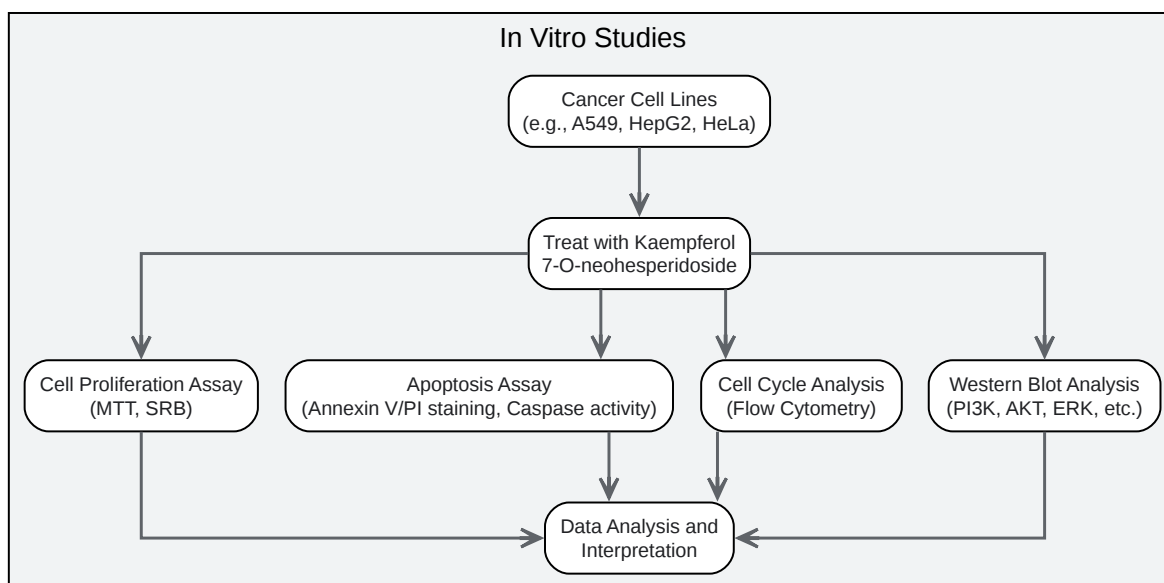 In Vitro Studies
Cancer Cell Lines
(e.g., A549, HepG2, HeLa)
Treat with Kaempferol
7-O-neohesperidoside
Cell Proliferation Assay
(MTT, SRB)
Apoptosis Assay
(Annexin V/PI staining, Caspase activity)
Cell Cycle Analysis
(Flow Cytometry)
Western Blot Analysis
(PI3K, AKT, ERK, etc.)
Data Analysis and
Interpretation